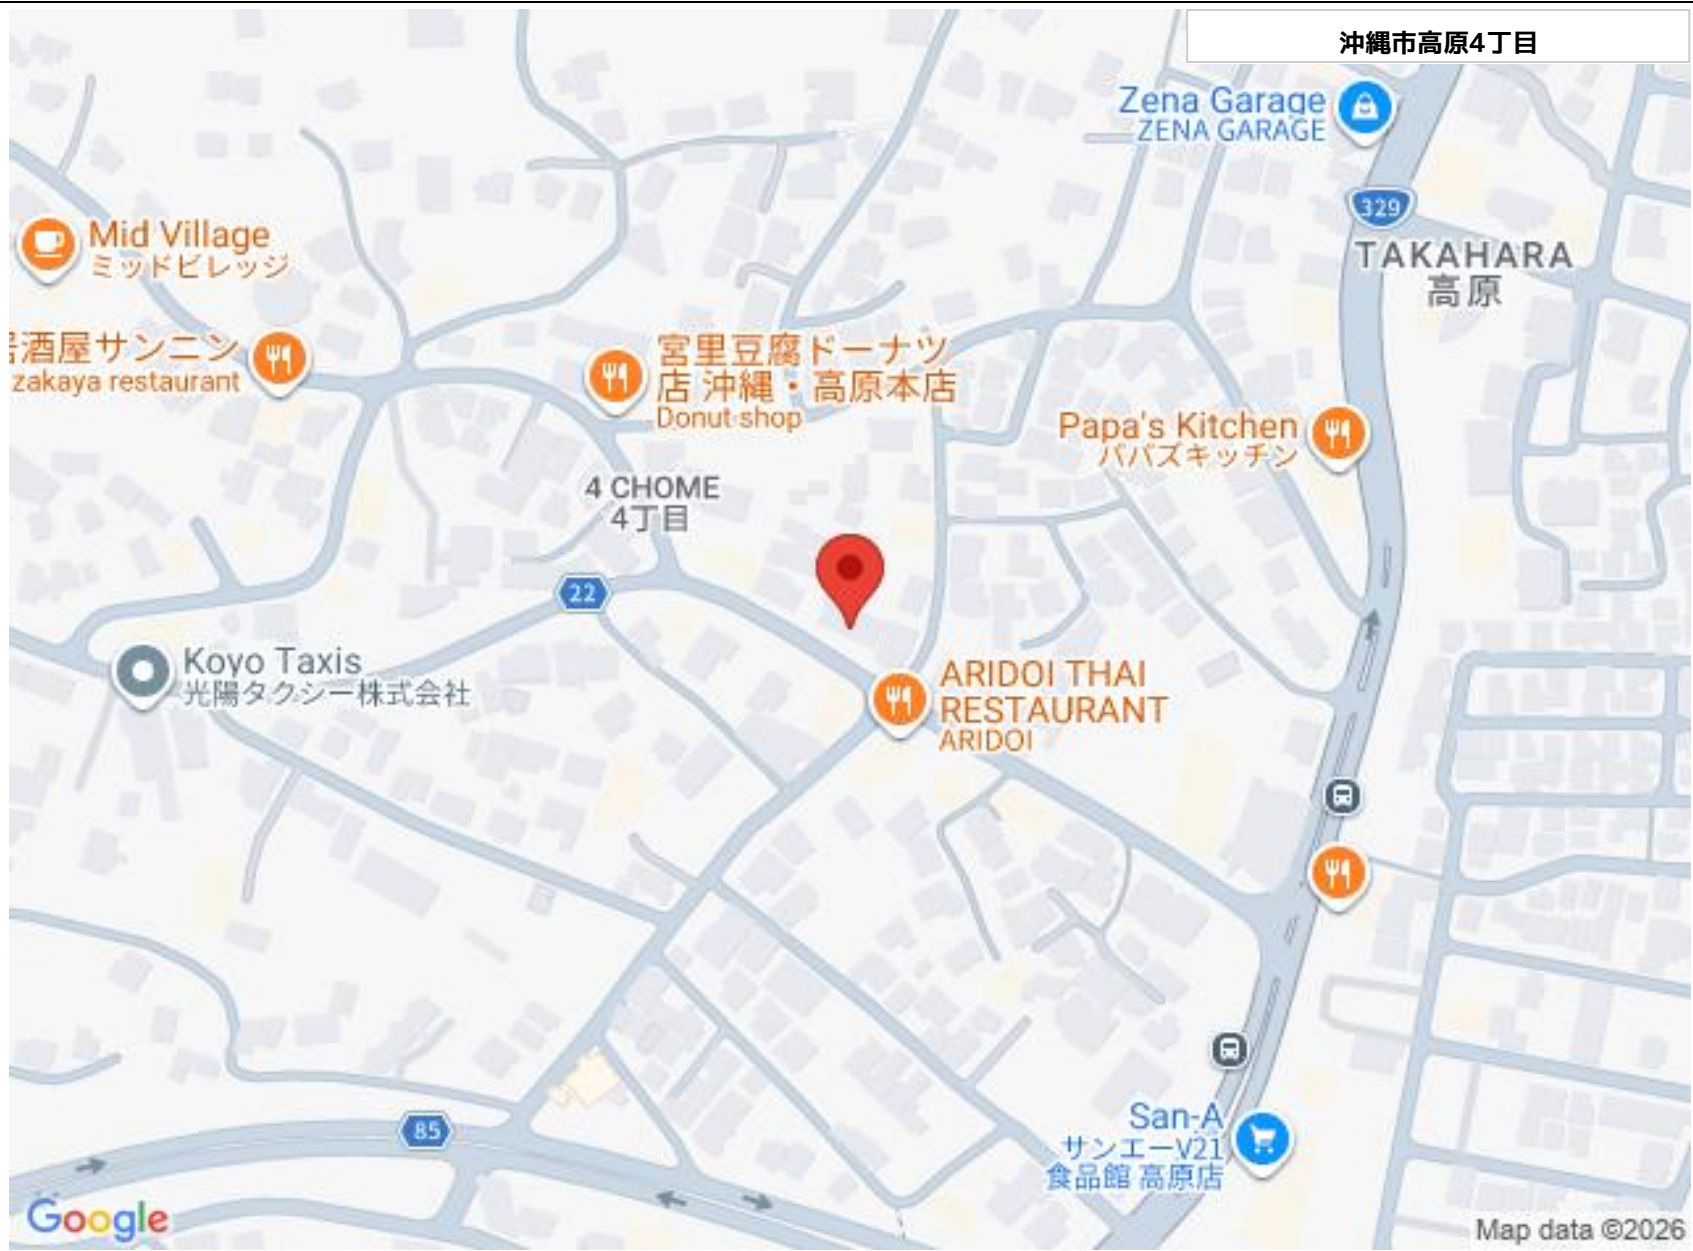 沖縄市高原4丁目
Zena Garage
ZENA GARAGE
329
TAKAHARA
高原
Mid Village
ミッドビレッジ
酒屋サンニン
zakaya restaurant
宮里豆腐ドーナツ
店 沖縄・高原本店
Donut shop
Papa's Kitchen
パパズキッチン
4 CHOME
4丁目
22
Koyo Taxis
光陽タクシー株式会社
ARIDOI THAI
RESTAURANT
ARIDOI
85
San-A
サンエーV21
食品館 高原店
Google
Map data ©2026